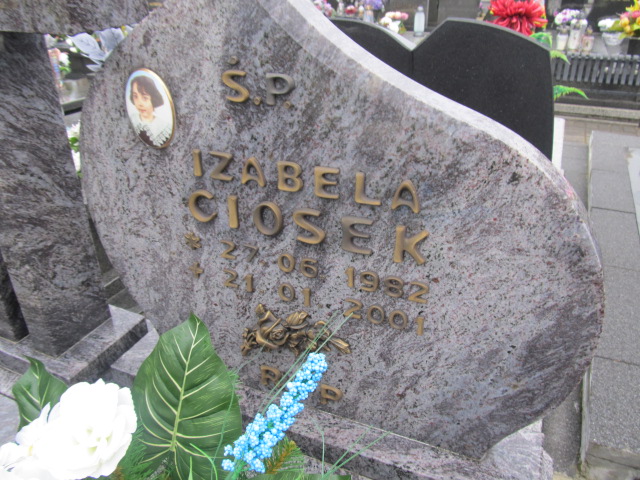 Ś.P.
IZABELA
CIOSEK
* 27 06 1982
+ 21 01 2001